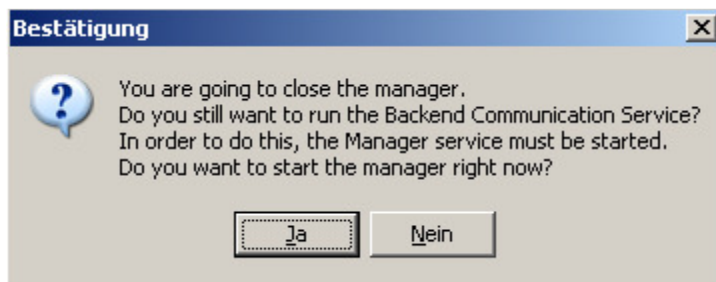 Bestätigung
You are going to close the manager.
Do you still want to run the Backend Communication Service?
In order to do this, the Manager service must be started.
Do you want to start the manager right now?
Ja
Nein